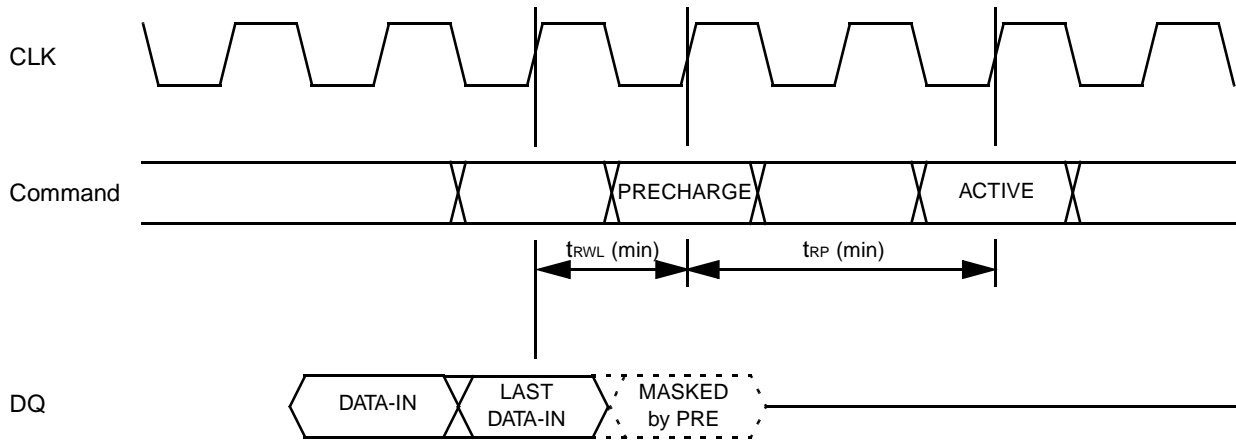 CLK
Command
PRECHARGE
ACTIVE
tRWL (min)
tRP (min)
DQ
DATA-IN
LAST
DATA-IN
MASKED
by PRE